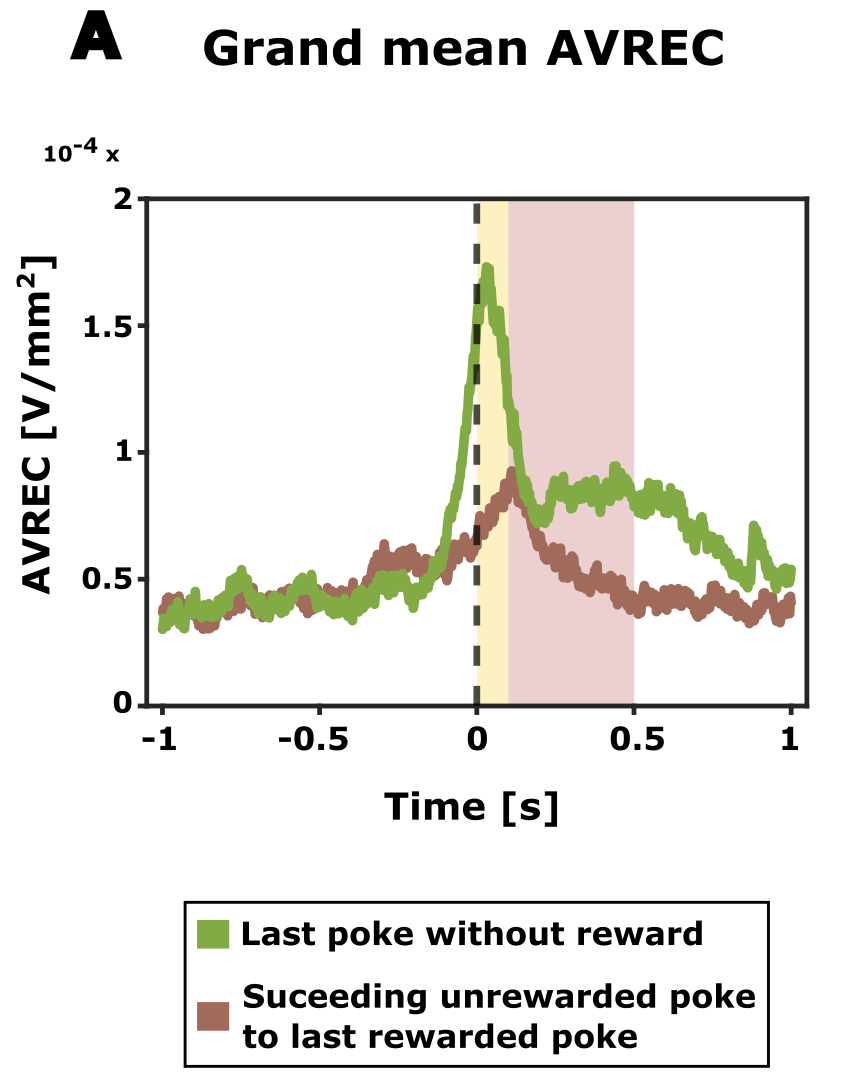 A Grand mean AVREC
10⁻⁴ x
AVREC [V/mm²]
2
1.5
1
0.5
0
-1 -0.5 0 0.5 1
Time [s]
Last poke without reward
Suceeding unrewarded poke
to last rewarded poke